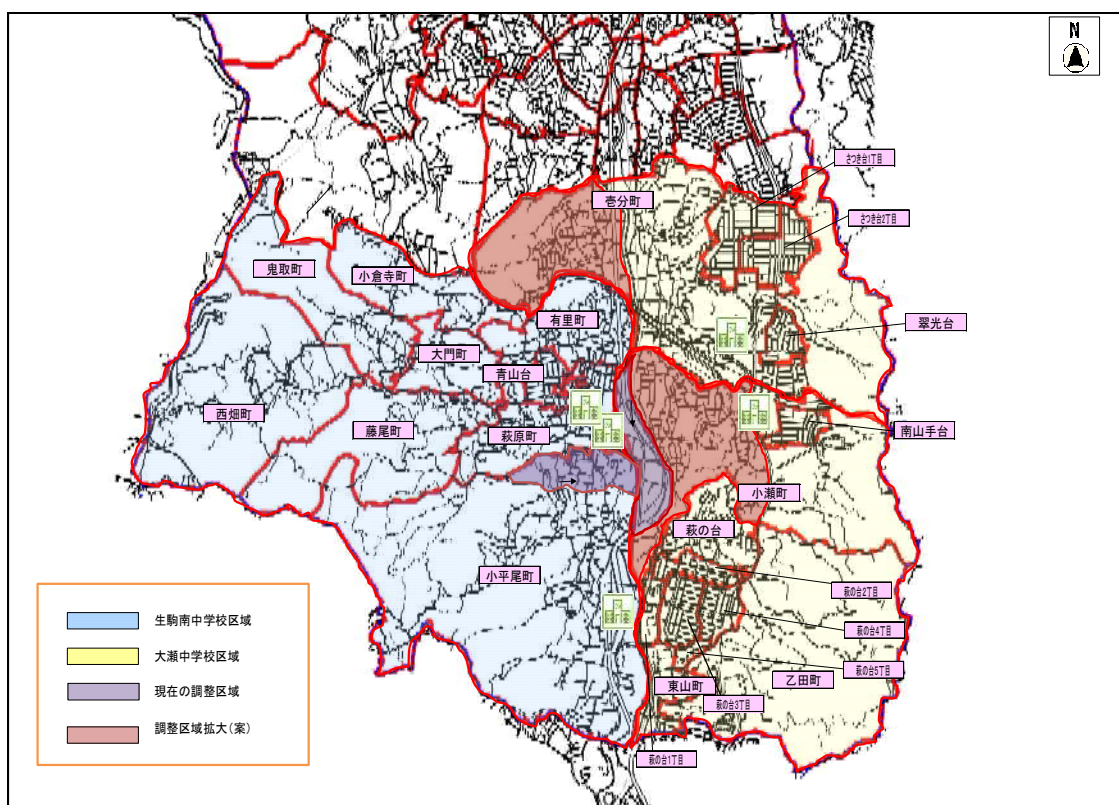 N
さつき台1丁目
壱分町
さつき台2丁目
鬼取町
小倉寺町
有里町
翠光台
大門町
青山台
西畑町
藤尾町
萩原町
南山手台
小瀬町
萩の台
小平尾町
萩の台2丁目
萩の台4丁目
萩の台5丁目
乙田町
東山町
萩の台3丁目
萩の台1丁目
生駒南中学校区域
大瀬中学校区域
現在の調整区域
調整区域拡大(案)